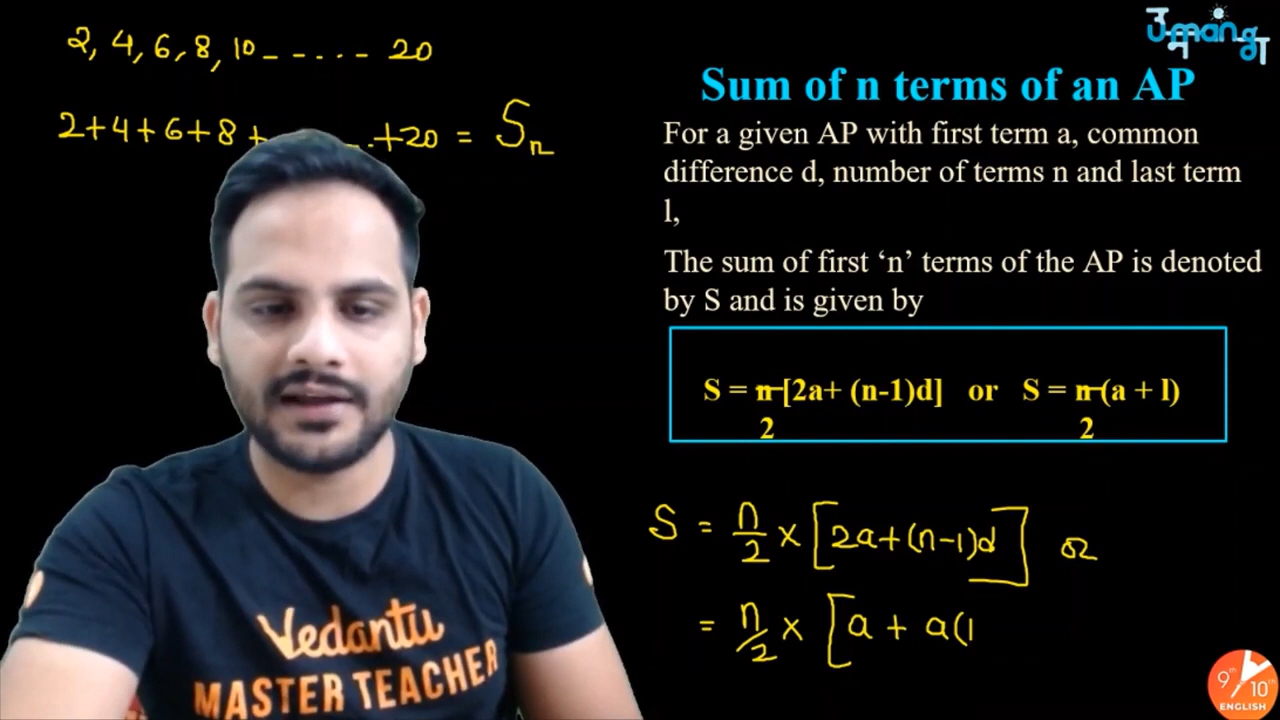 2, 4, 6, 8, 10 - - . . . - 20
2+4+6+8+ . . +20 = Sn
उमंग
Umang
Sum of n terms of an AP
For a given AP with first term a, common
difference d, number of terms n and last term
l,
The sum of first ‘n’ terms of the AP is denoted
by S and is given by
S = n [2a+ (n-1)d] or S = n (a + l)
2 2
S = n/2 × [2a+(n-1)d] or
= n/2 × [a + a(1
Vedantu
MASTER TEACHER
9th 10th
ENGLISH